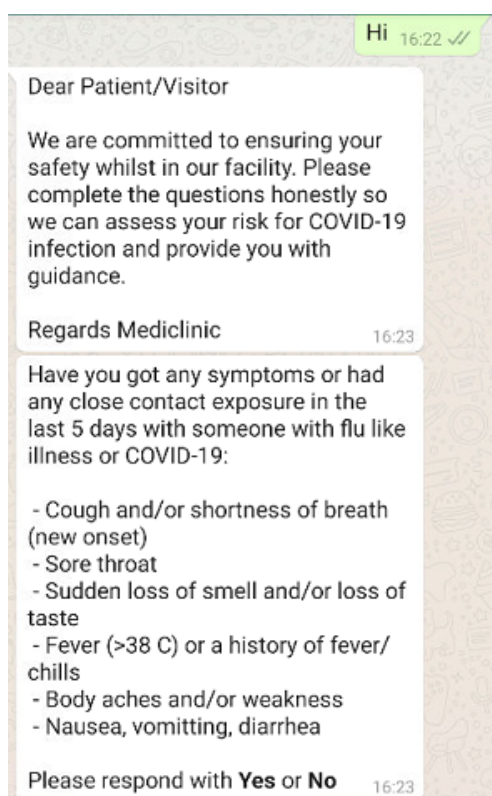 Hi 16:22
Dear Patient/Visitor
We are committed to ensuring your
safety whilst in our facility. Please
complete the questions honestly so
we can assess your risk for COVID-19
infection and provide you with
guidance.
Regards Mediclinic 16:23
Have you got any symptoms or had
any close contact exposure in the
last 5 days with someone with flu like
illness or COVID-19:
- Cough and/or shortness of breath
(new onset)
- Sore throat
- Sudden loss of smell and/or loss of
taste
- Fever (>38 C) or a history of fever/
chills
- Body aches and/or weakness
- Nausea, vomitting, diarrhea
Please respond with Yes or No 16:23